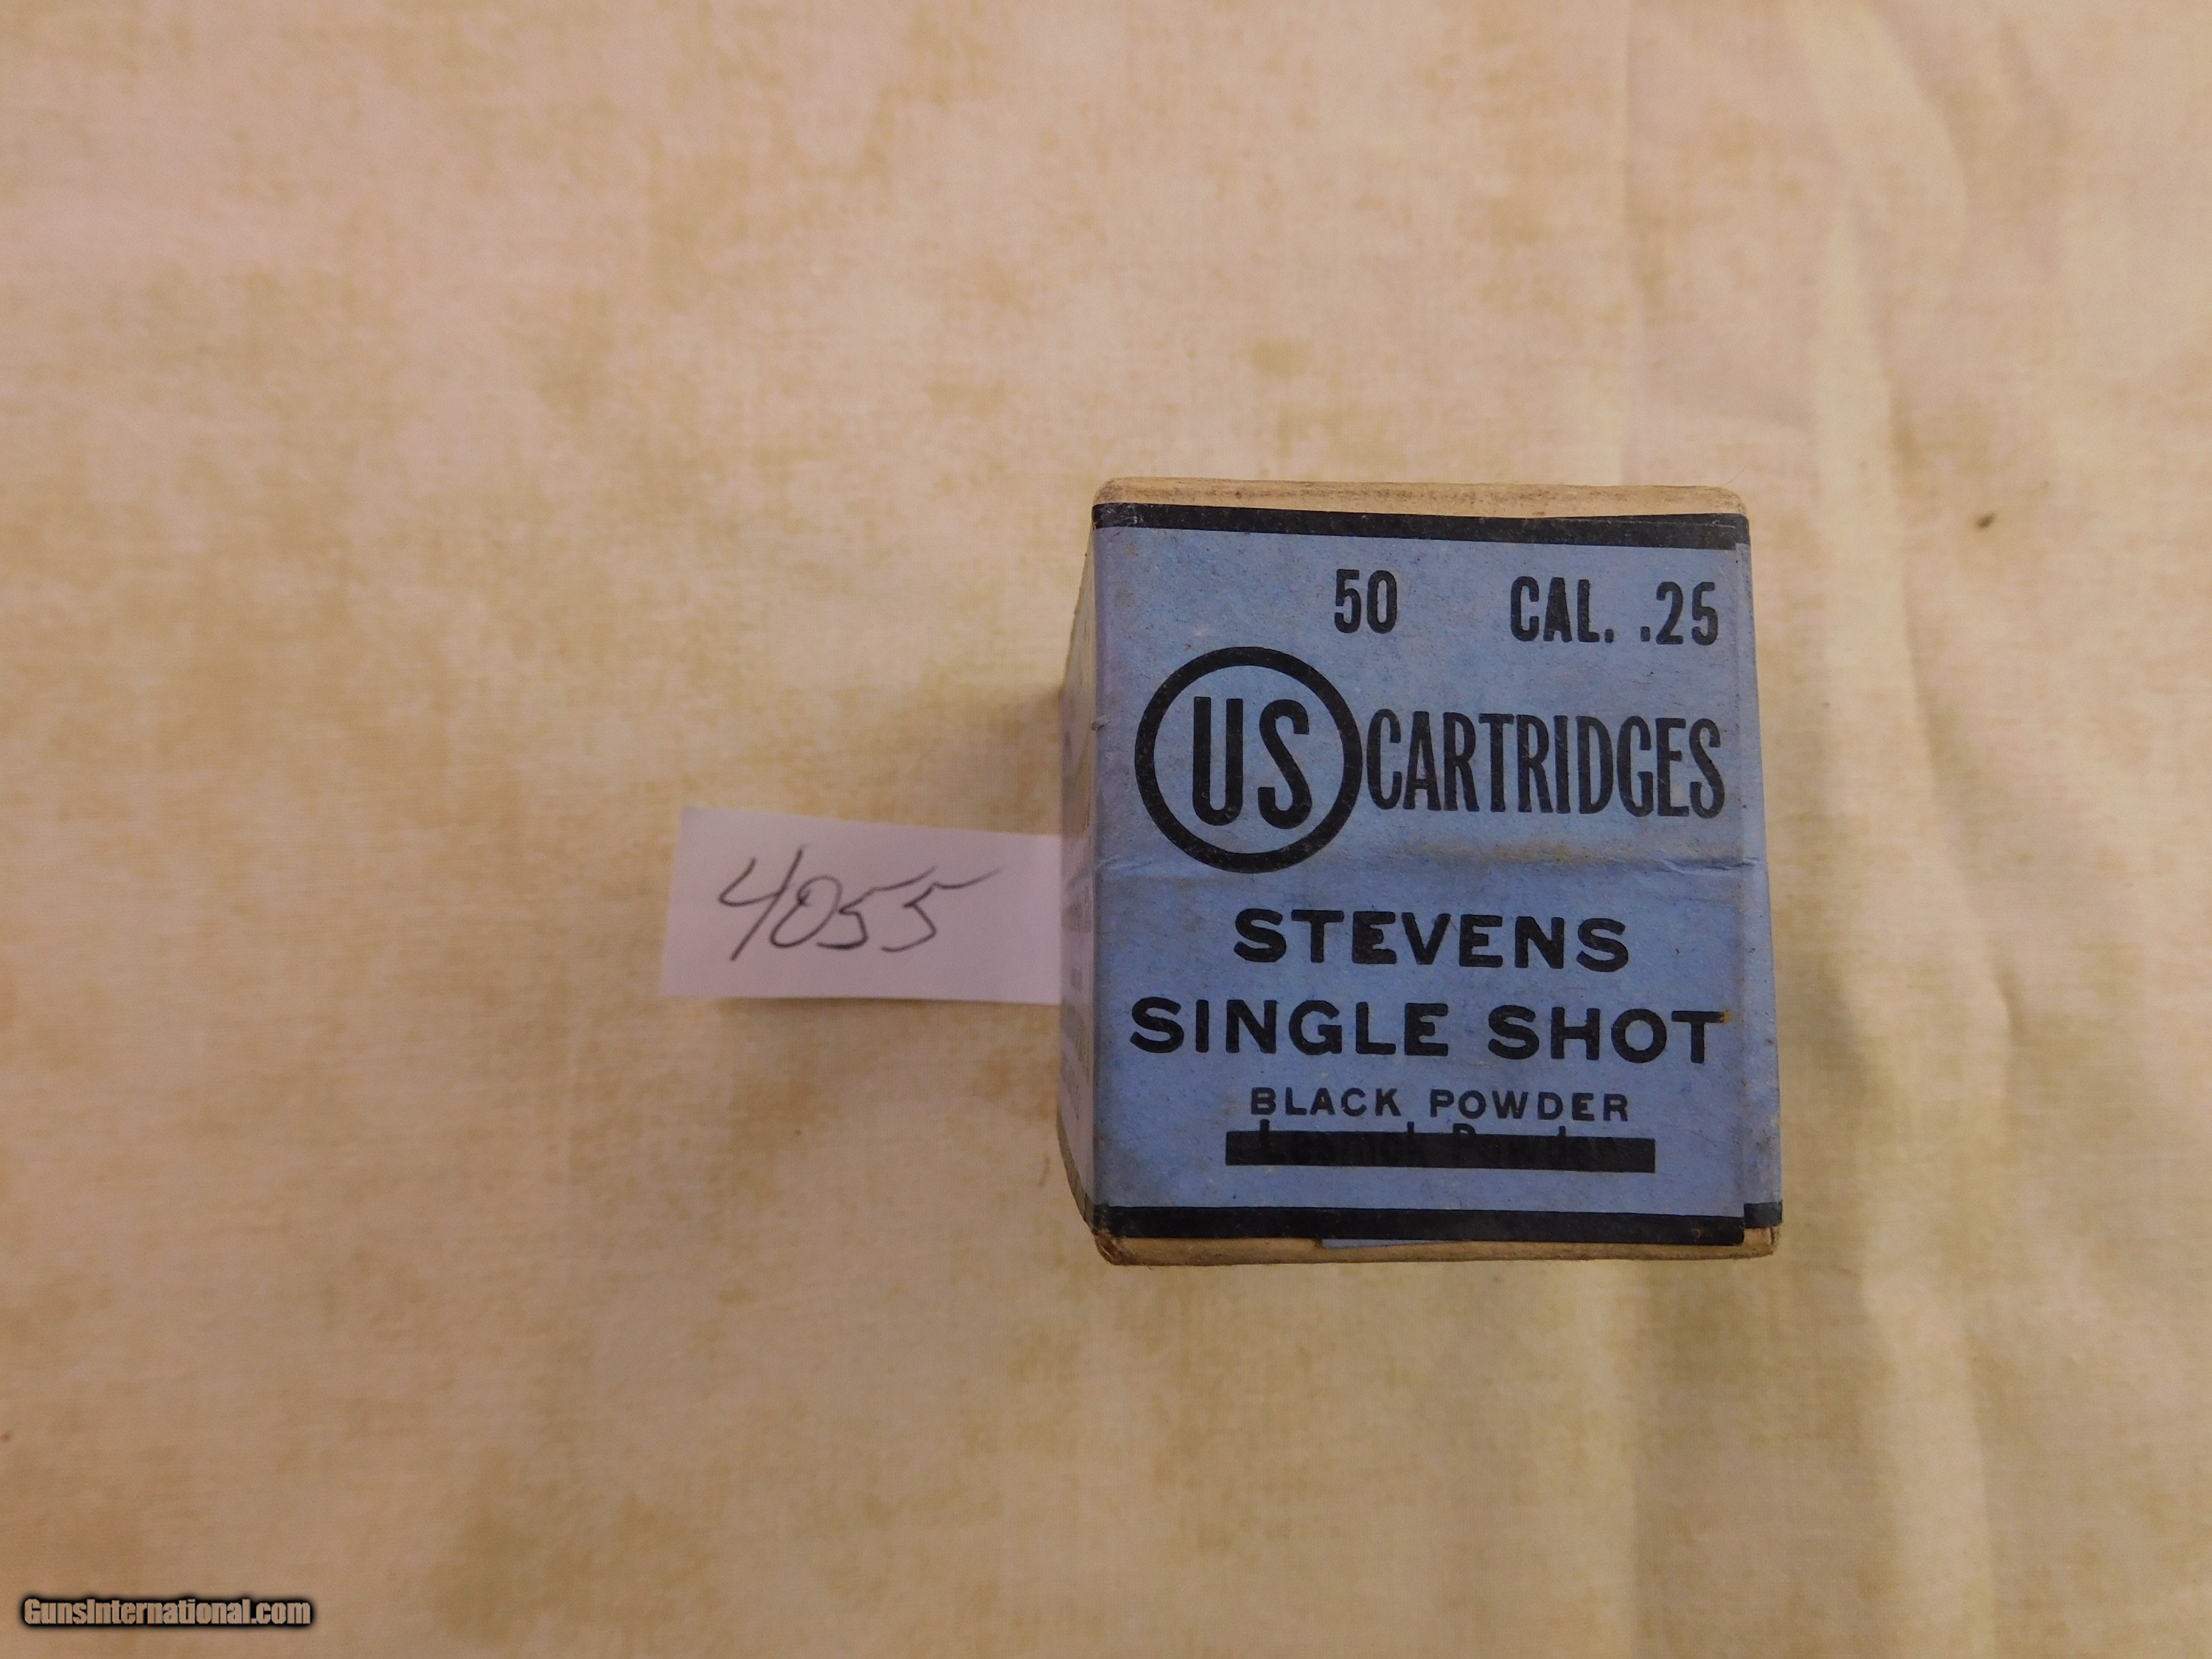 50 CAL. .25
US CARTRIDGES
STEVENS
SINGLE SHOT
BLACK POWDER
4055
GunsInternational.com